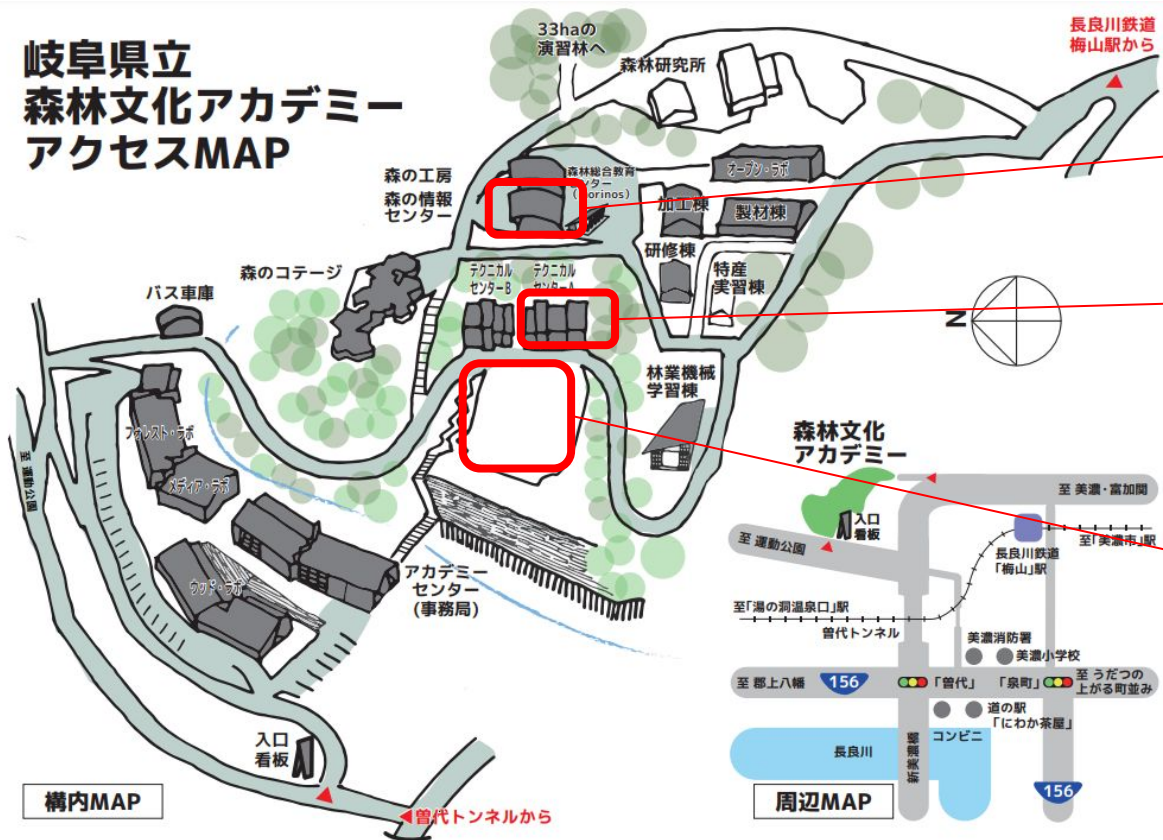 岐阜県立
森林文化アカデミー
アクセスMAP
33haの
演習林へ
森林研究所
長良川鉄道
梅山駅から
森の工房
森の情報
センター
森林総合教育
センター
(morinos)
オープン・ラボ
加工棟
製材棟
研修棟
特産
実習棟
森のコテージ
テクニカル
センターB
テクニカル
センターA
バス車庫
N
林業機械
学習棟
フォレスト・ラボ
メディア・ラボ
至 運動公園
ウッド・ラボ
アカデミー
センター
(事務局)
入口
看板
曽代トンネルから
構内MAP
森林文化
アカデミー
入口
看板
至 運動公園
至 美濃・富加関
至「美濃市」駅
長良川鉄道
「梅山」駅
至「湯の洞温泉口」駅
曽代トンネル
美濃消防署
美濃小学校
至 郡上八幡
156
「曽代」
「泉町」
至 うだつの
上がる町並み
道の駅
「にわか茶屋」
コンビニ
長良川
新美濃橋
156
周辺MAP